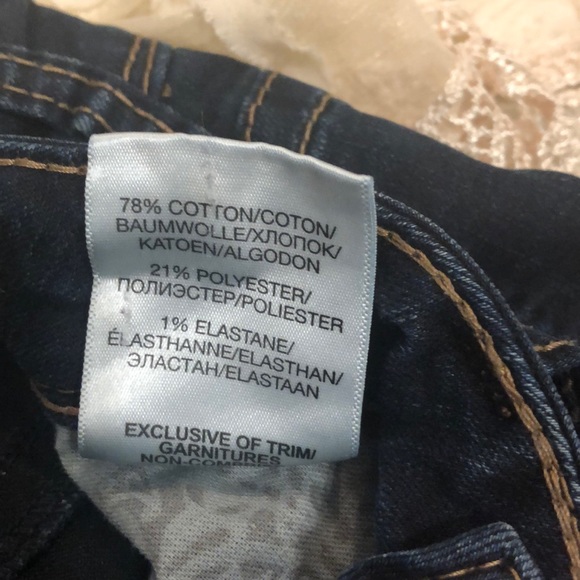 78% COTTON/COTON/
BAUMWOLLE/ХЛОПОК/
KATOEN/ALGODON
21% POLYESTER/
ПОЛИЭСТЕР/POLIESTER
1% ELASTANE/
ÉLASTHANNE/ELASTHAN/
ЭЛАСТАН/ELASTAAN
EXCLUSIVE OF TRIM/
GARNITURES